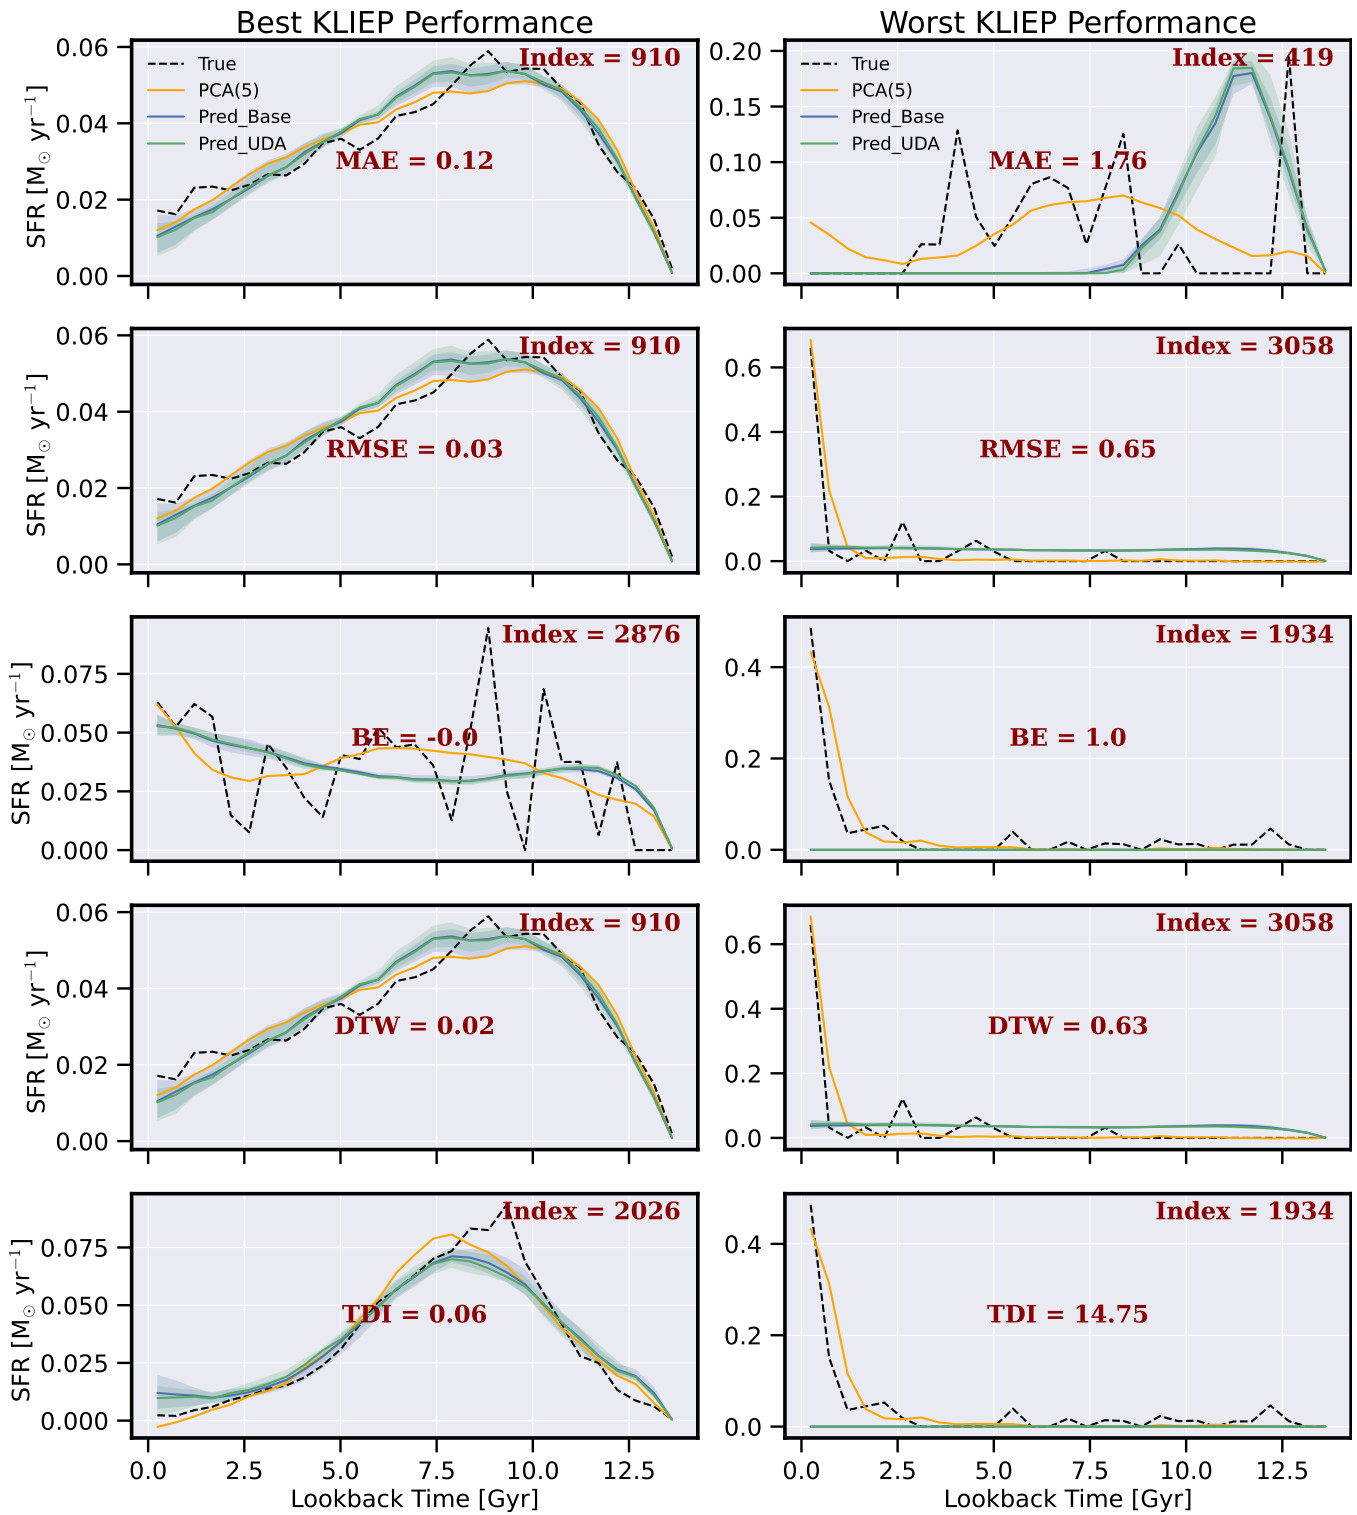 Best KLIEP Performance
Worst KLIEP Performance
0.06
0.04
0.02
0.00
SFR [M⊙ yr⁻¹]
True
PCA(5)
Pred_Base
Pred_UDA
Index = 910
MAE = 0.12
0.20
0.15
0.10
0.05
0.00
True
PCA(5)
Pred_Base
Pred_UDA
Index = 419
MAE = 1.76
0.06
0.04
0.02
0.00
SFR [M⊙ yr⁻¹]
Index = 910
RMSE = 0.03
0.6
0.4
0.2
0.0
Index = 3058
RMSE = 0.65
0.075
0.050
0.025
0.000
SFR [M⊙ yr⁻¹]
Index = 2876
BE = -0.0
0.4
0.2
0.0
Index = 1934
BE = 1.0
0.06
0.04
0.02
0.00
SFR [M⊙ yr⁻¹]
Index = 910
DTW = 0.02
0.6
0.4
0.2
0.0
Index = 3058
DTW = 0.63
0.075
0.050
0.025
0.000
SFR [M⊙ yr⁻¹]
Index = 2026
TDI = 0.06
0.4
0.2
0.0
Index = 1934
TDI = 14.75
0.0 2.5 5.0 7.5 10.0 12.5
Lookback Time [Gyr]
0.0 2.5 5.0 7.5 10.0 12.5
Lookback Time [Gyr]